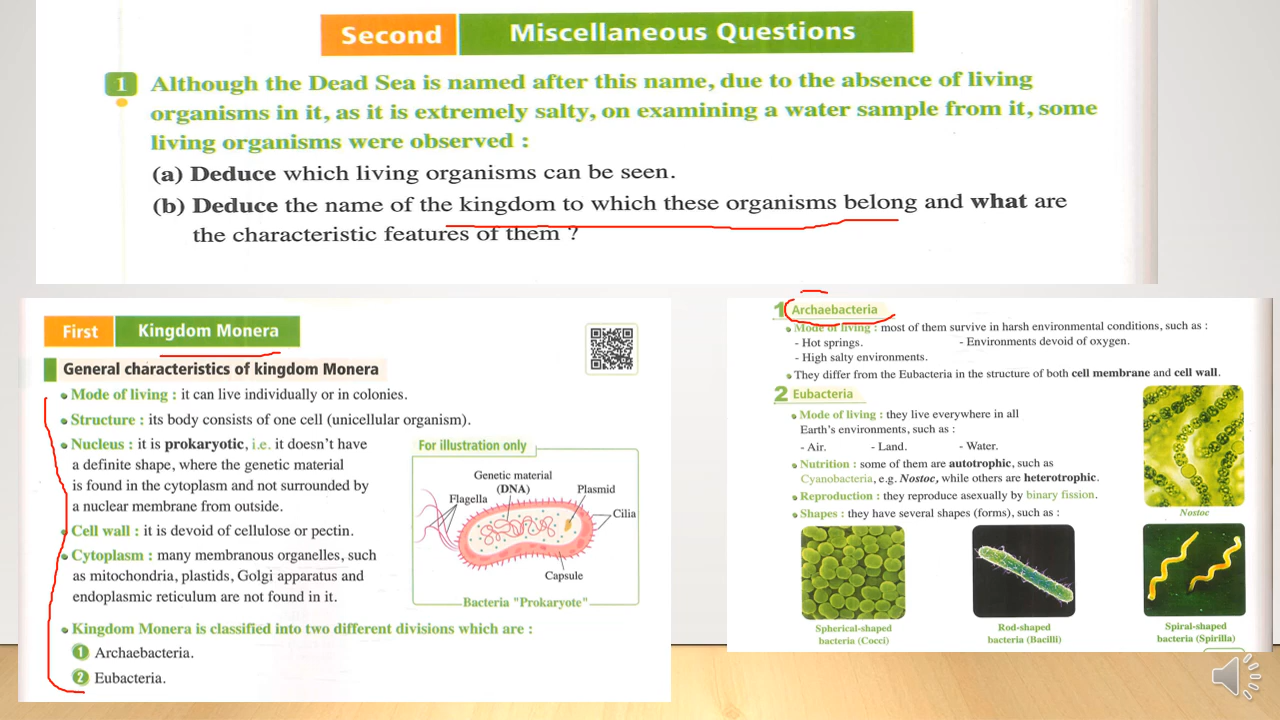 Second Miscellaneous Questions
1 Although the Dead Sea is named after this name, due to the absence of living
organisms in it, as it is extremely salty, on examining a water sample from it, some
living organisms were observed :
(a) Deduce which living organisms can be seen.
(b) Deduce the name of the kingdom to which these organisms belong and what are
the characteristic features of them ?
First Kingdom Monera
General characteristics of kingdom Monera
• Mode of living : it can live individually or in colonies.
• Structure : its body consists of one cell (unicellular organism).
• Nucleus : it is prokaryotic, i.e. it doesn't have
a definite shape, where the genetic material
is found in the cytoplasm and not surrounded by
a nuclear membrane from outside.
• Cell wall : it is devoid of cellulose or pectin.
• Cytoplasm : many membranous organelles, such
as mitochondria, plastids, Golgi apparatus and
endoplasmic reticulum are not found in it.
For illustration only
Genetic material
(DNA)
Plasmid
Flagella
Cilia
Capsule
Bacteria "Prokaryote"
• Kingdom Monera is classified into two different divisions which are :
1 Archaebacteria.
2 Eubacteria.
1 Archaebacteria
• Mode of living : most of them survive in harsh environmental conditions, such as :
- Hot springs. - Environments devoid of oxygen.
- High salty environments.
• They differ from the Eubacteria in the structure of both cell membrane and cell wall.
2 Eubacteria
• Mode of living : they live everywhere in all
Earth's environments, such as :
- Air. - Land. - Water.
• Nutrition : some of them are autotrophic, such as
Cyanobacteria, e.g. Nostoc, while others are heterotrophic.
• Reproduction : they reproduce asexually by binary fission.
• Shapes : they have several shapes (forms), such as :
Nostoc
Spherical-shaped
bacteria (Cocci)
Rod-shaped
bacteria (Bacilli)
Spiral-shaped
bacteria (Spirilla)